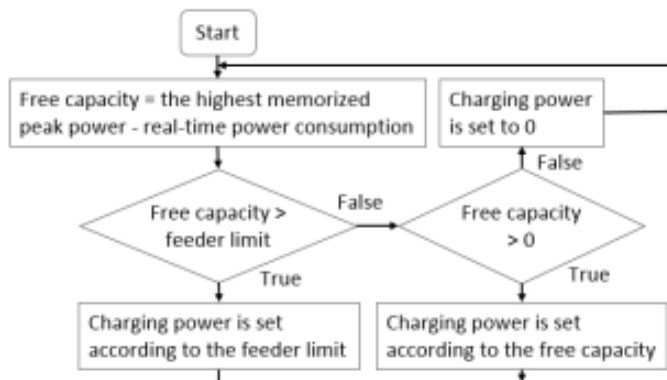 Start
Free capacity = the highest memorized
peak power - real-time power consumption
Charging power
is set to 0
False
Free capacity >
feeder limit
False
Free capacity
> 0
True
True
Charging power is set
according to the feeder limit
Charging power is set
according to the free capacity